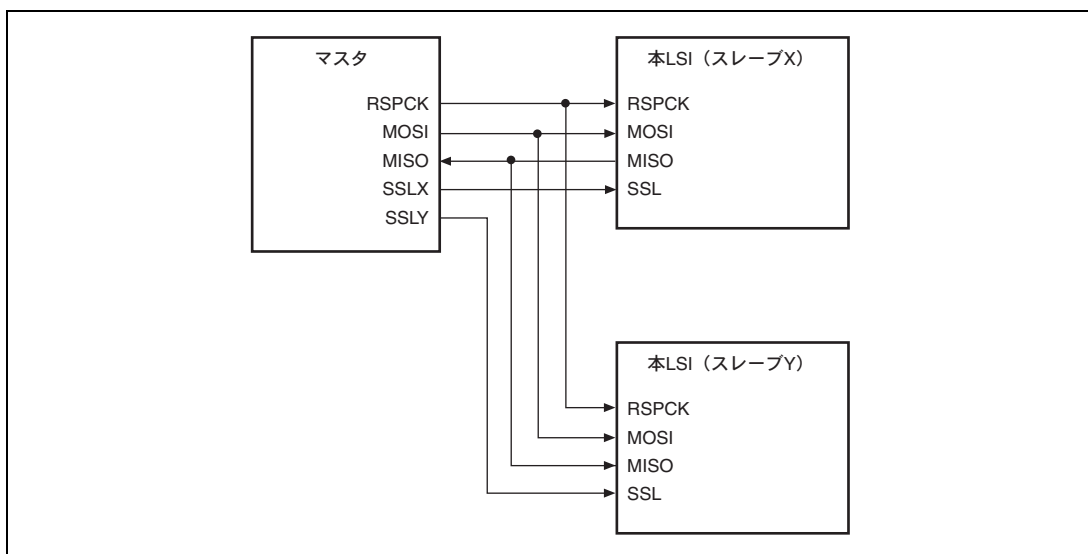 マスタ
RSPCK
MOSI
MISO
SSLX
SSLY
本LSI（スレーブX）
RSPCK
MOSI
MISO
SSL
本LSI（スレーブY）
RSPCK
MOSI
MISO
SSL